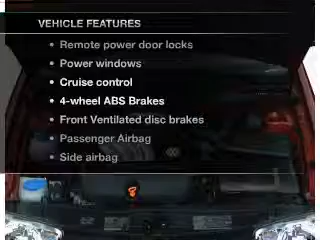 VEHICLE FEATURES
• Remote power door locks
• Power windows
• Cruise control
• 4-wheel ABS Brakes
• Front Ventilated disc brakes
• Passenger Airbag
• Side airbag